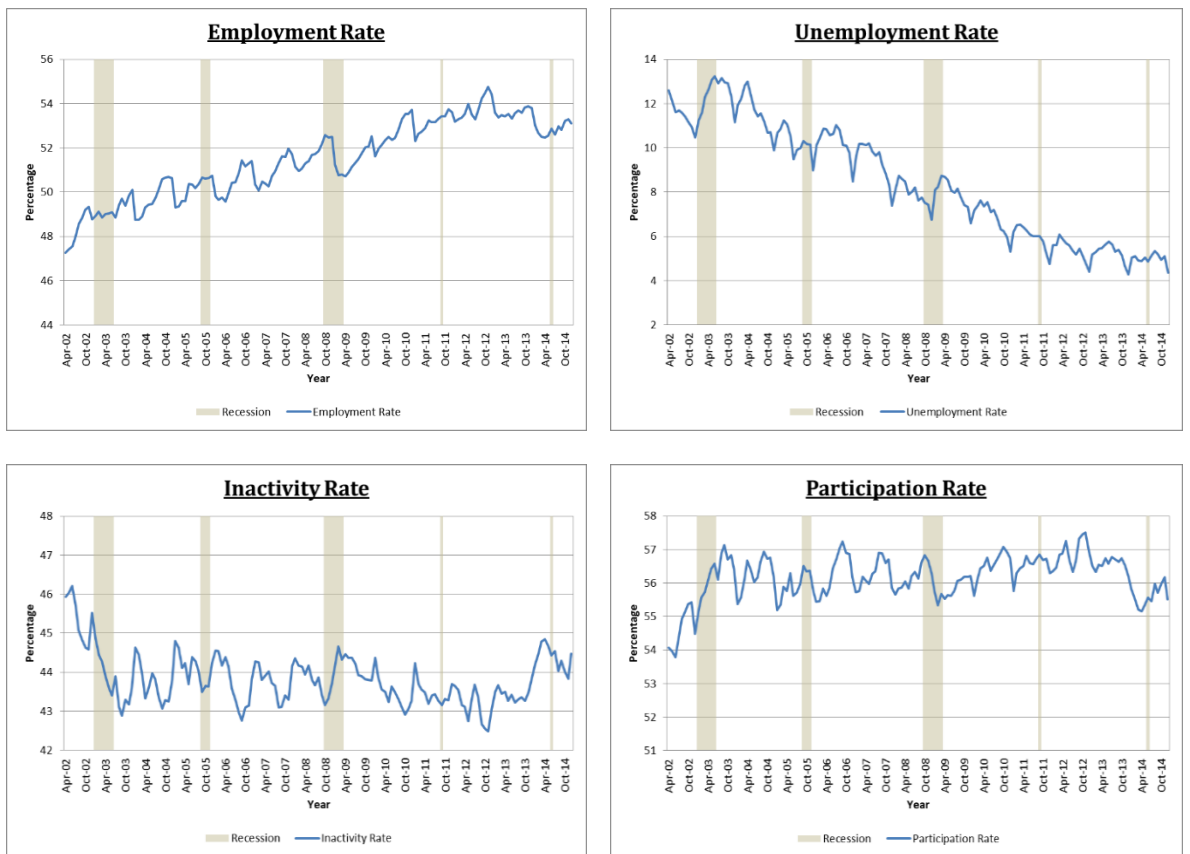 Employment Rate
56
54
52
50
48
46
44
Percentage
Apr-02
Oct-02
Apr-03
Oct-03
Apr-04
Oct-04
Apr-05
Oct-05
Apr-06
Oct-06
Apr-07
Oct-07
Apr-08
Oct-08
Apr-09
Oct-09
Apr-10
Oct-10
Apr-11
Oct-11
Apr-12
Oct-12
Apr-13
Oct-13
Apr-14
Oct-14
Year
Recession Employment Rate
Unemployment Rate
14
12
10
8
6
4
2
Percentage
Apr-02
Oct-02
Apr-03
Oct-03
Apr-04
Oct-04
Apr-05
Oct-05
Apr-06
Oct-06
Apr-07
Oct-07
Apr-08
Oct-08
Apr-09
Oct-09
Apr-10
Oct-10
Apr-11
Oct-11
Apr-12
Oct-12
Apr-13
Oct-13
Apr-14
Oct-14
Year
Recession Unemployment Rate
Inactivity Rate
48
47
46
45
44
43
42
Percentage
Apr-02
Oct-02
Apr-03
Oct-03
Apr-04
Oct-04
Apr-05
Oct-05
Apr-06
Oct-06
Apr-07
Oct-07
Apr-08
Oct-08
Apr-09
Oct-09
Apr-10
Oct-10
Apr-11
Oct-11
Apr-12
Oct-12
Apr-13
Oct-13
Apr-14
Oct-14
Year
Recession Inactivity Rate
Participation Rate
58
57
56
55
54
53
52
51
Percentage
Apr-02
Oct-02
Apr-03
Oct-03
Apr-04
Oct-04
Apr-05
Oct-05
Apr-06
Oct-06
Apr-07
Oct-07
Apr-08
Oct-08
Apr-09
Oct-09
Apr-10
Oct-10
Apr-11
Oct-11
Apr-12
Oct-12
Apr-13
Oct-13
Apr-14
Oct-14
Year
Recession Participation Rate